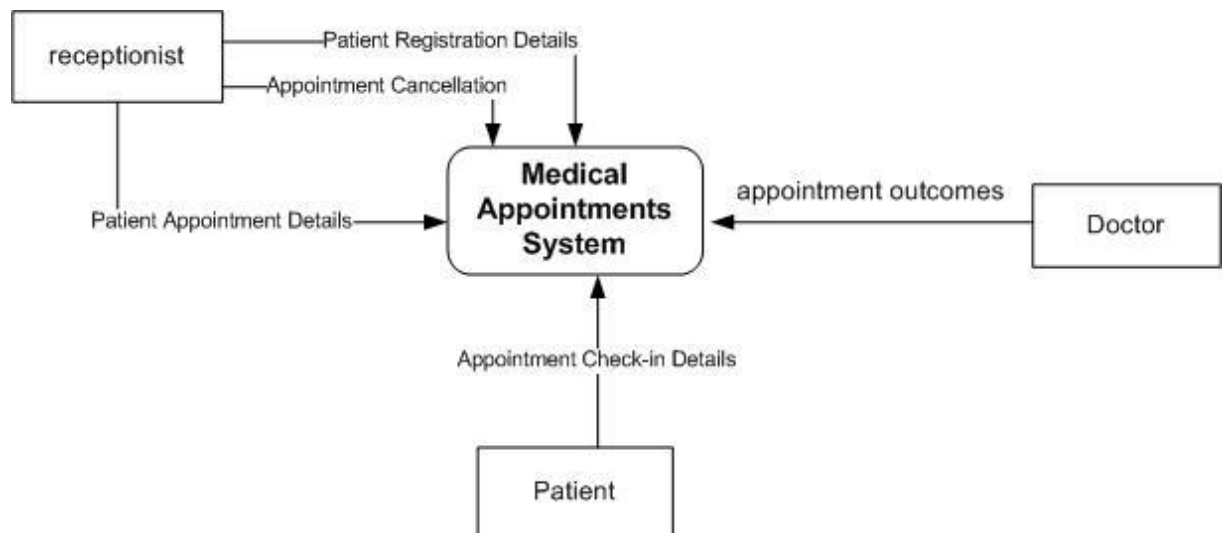 receptionist
Patient Registration Details
Appointment Cancellation
Medical
Appointments
System
appointment outcomes
Doctor
Patient Appointment Details
Appointment Check-in Details
Patient